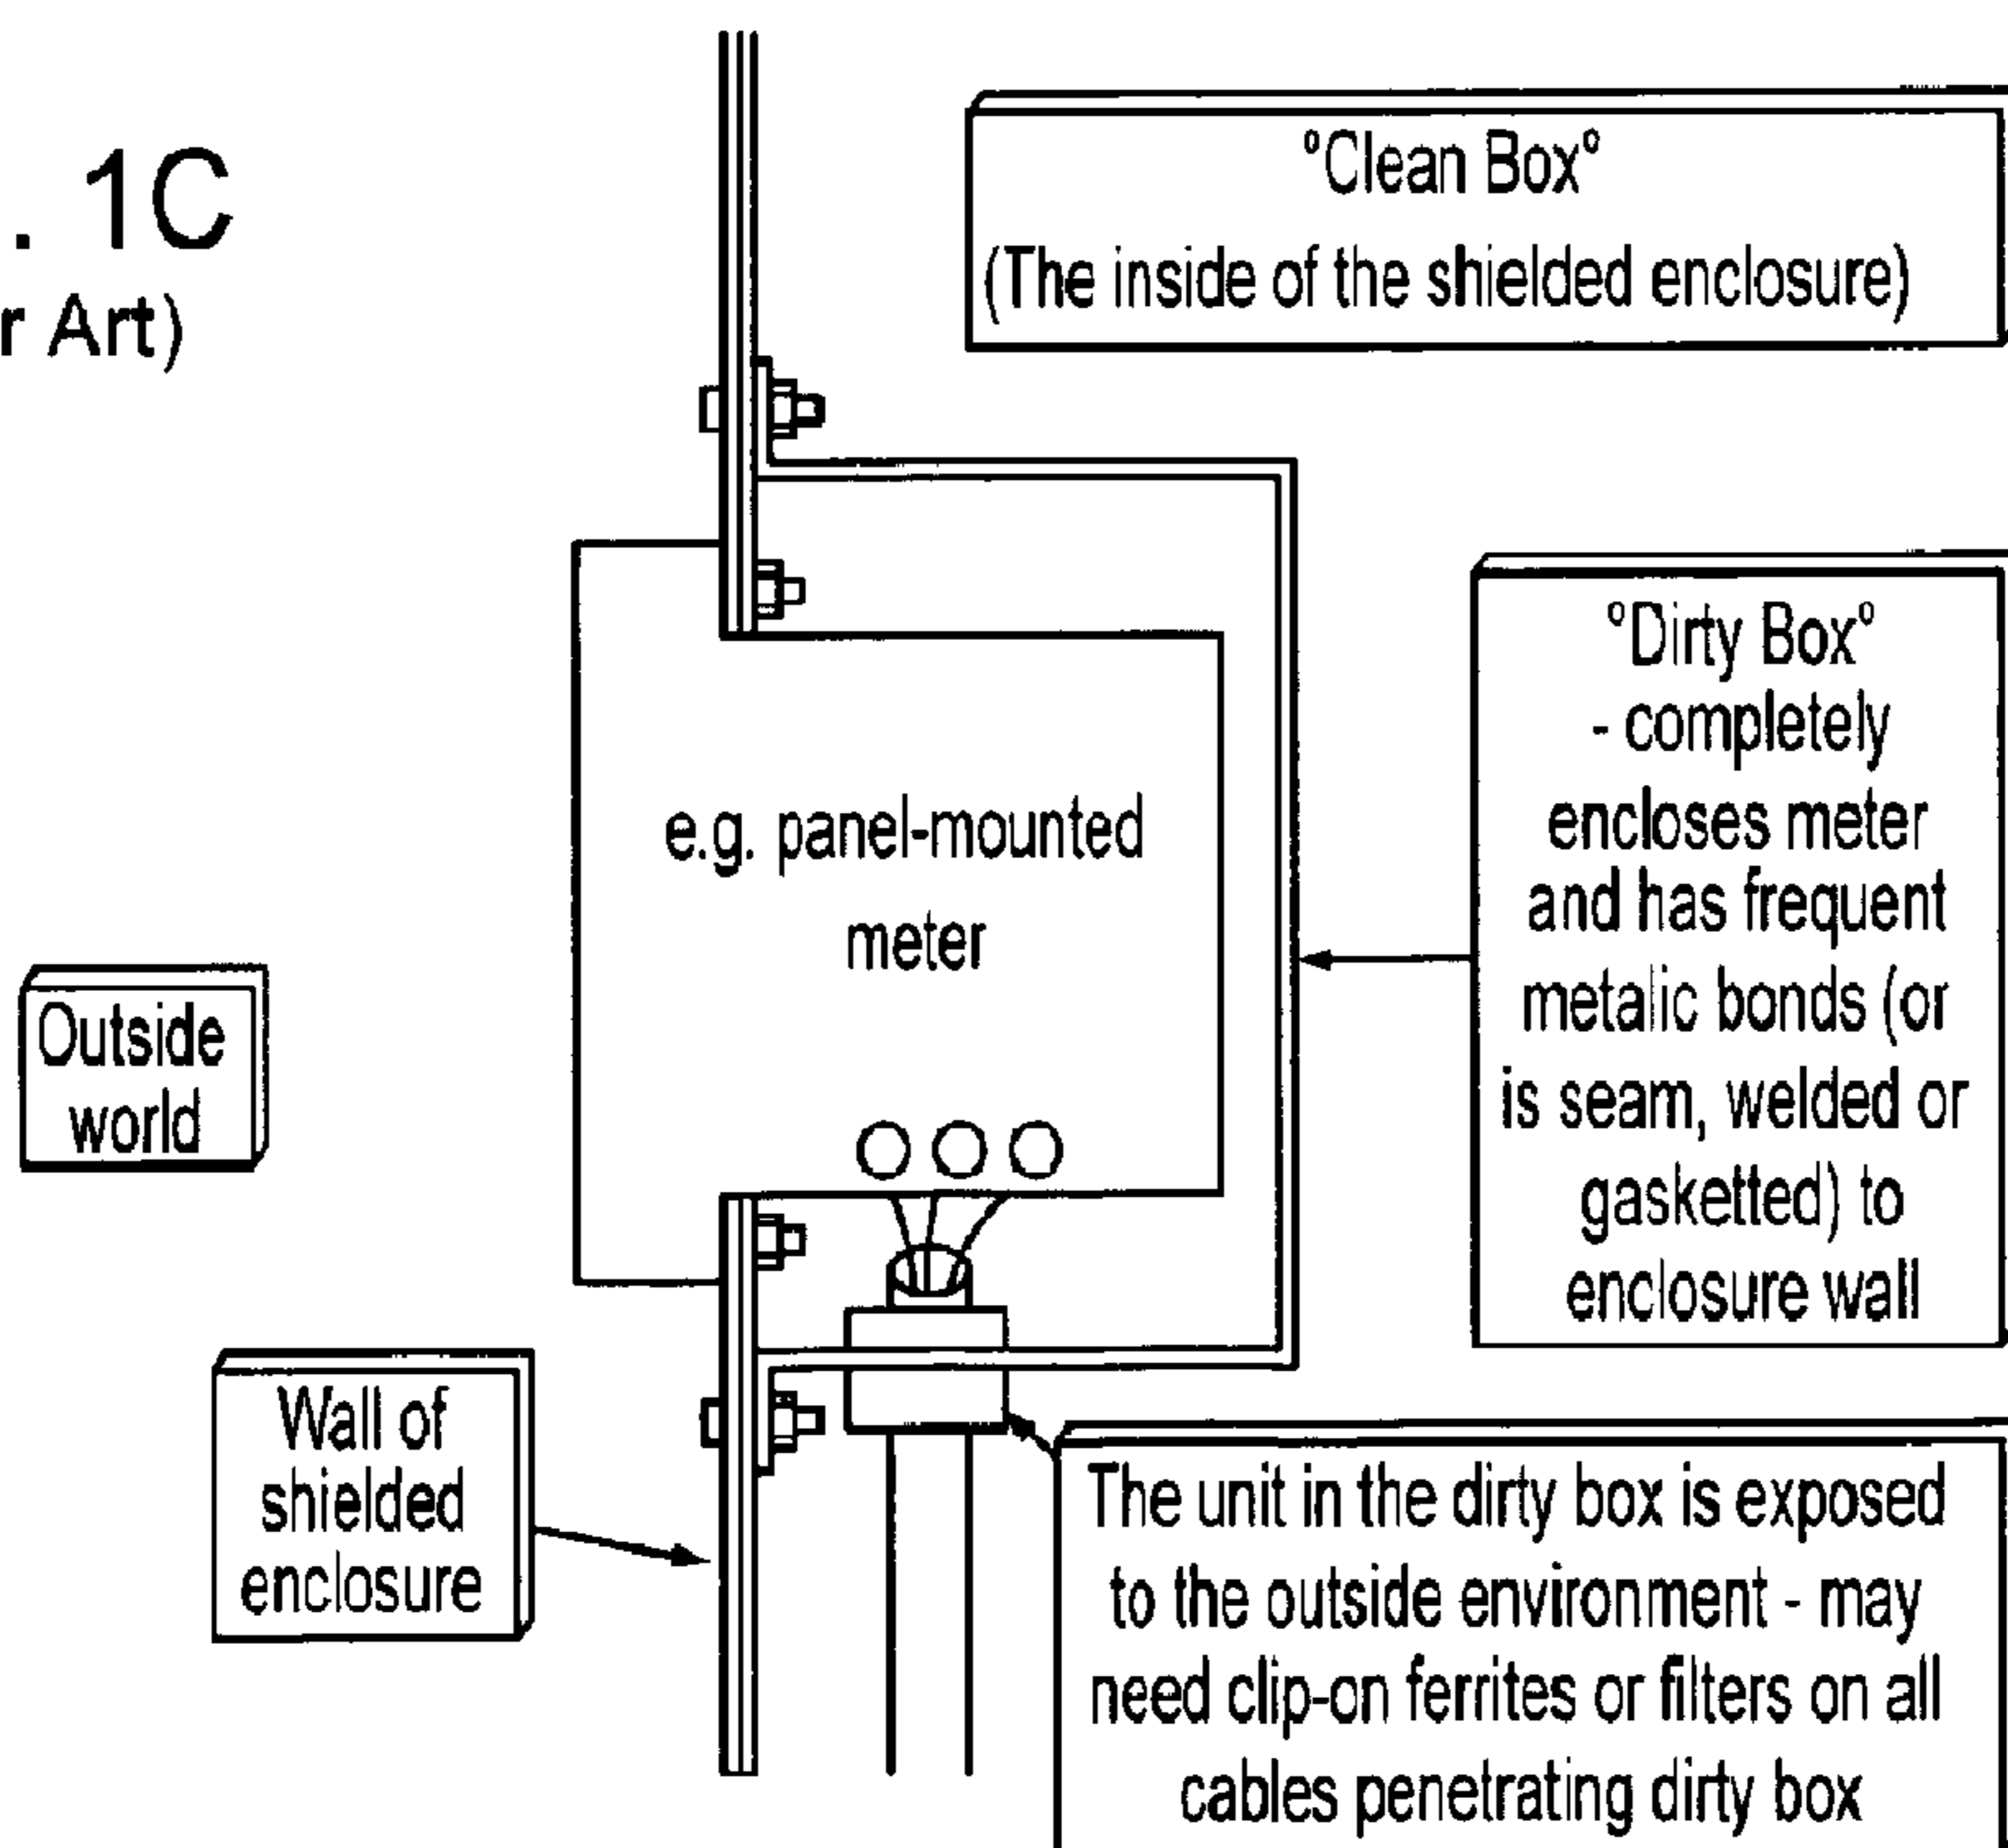 . 1C
r Art)
°Clean Box°
(The inside of the shielded enclosure)
e.g. panel-mounted
meter
°Dirty Box°
- completely
encloses meter
and has frequent
metalic bonds (or
is seam, welded or
gasketted) to
enclosure wall
Outside
world
Wall of
shielded
enclosure
The unit in the dirty box is exposed
to the outside environment - may
need clip-on ferrites or filters on all
cables penetrating dirty box